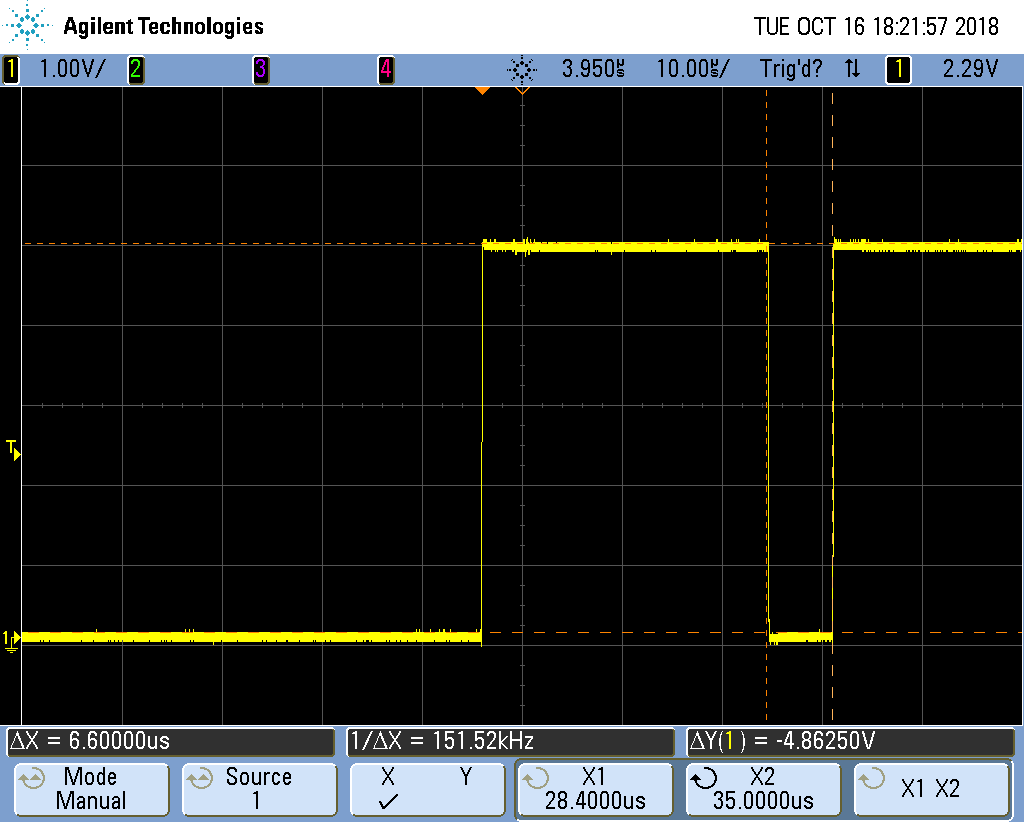 Agilent Technologies TUE OCT 16 18:21:57 2018
1 1.00V/ 2 3 4 3.950µs 10.00µs/ Trig'd? ⇅ 1 2.29V
T
1
ΔX = 6.60000us 1/ΔX = 151.52kHz ΔY(1) = -4.86250V
Mode Source X Y X1 X2 X1 X2
Manual 1 ✓ 28.4000us 35.0000us